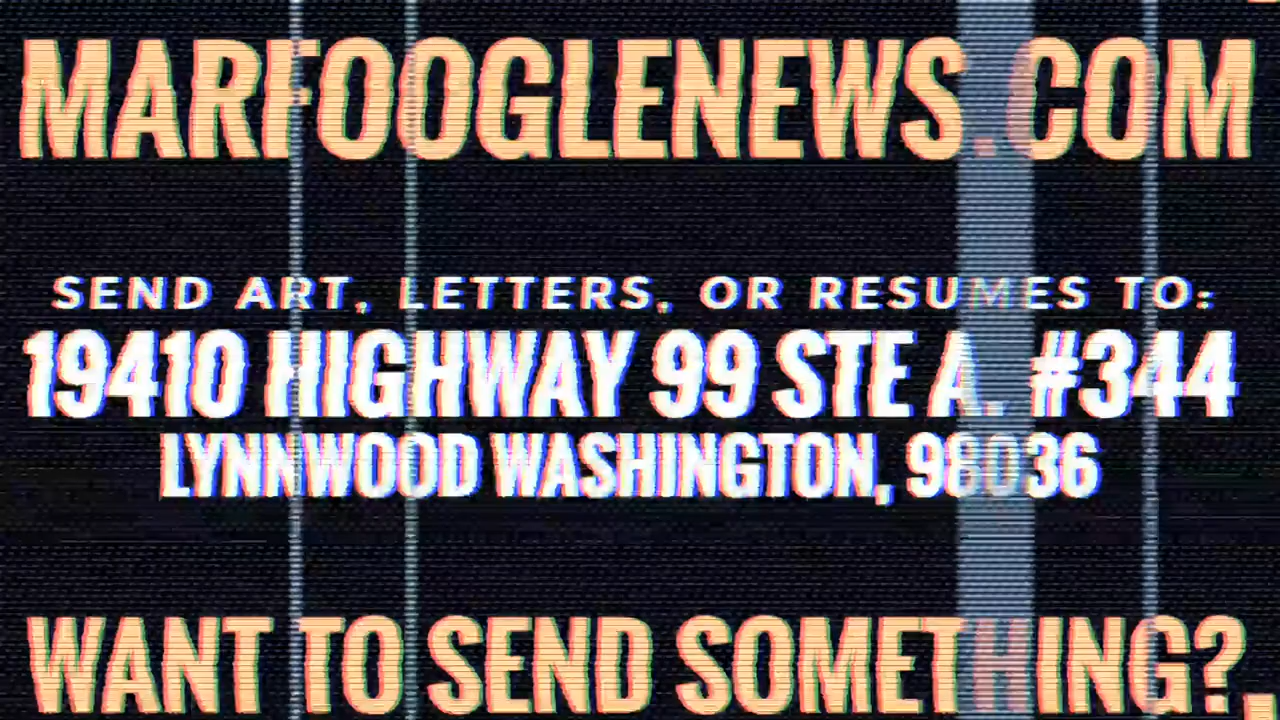 MARFOOGLENEWS.COM
SEND ART, LETTERS, OR RESUMES TO:
19410 HIGHWAY 99 STE A. #344
LYNNWOOD WASHINGTON, 98036
WANT TO SEND SOMETHING?